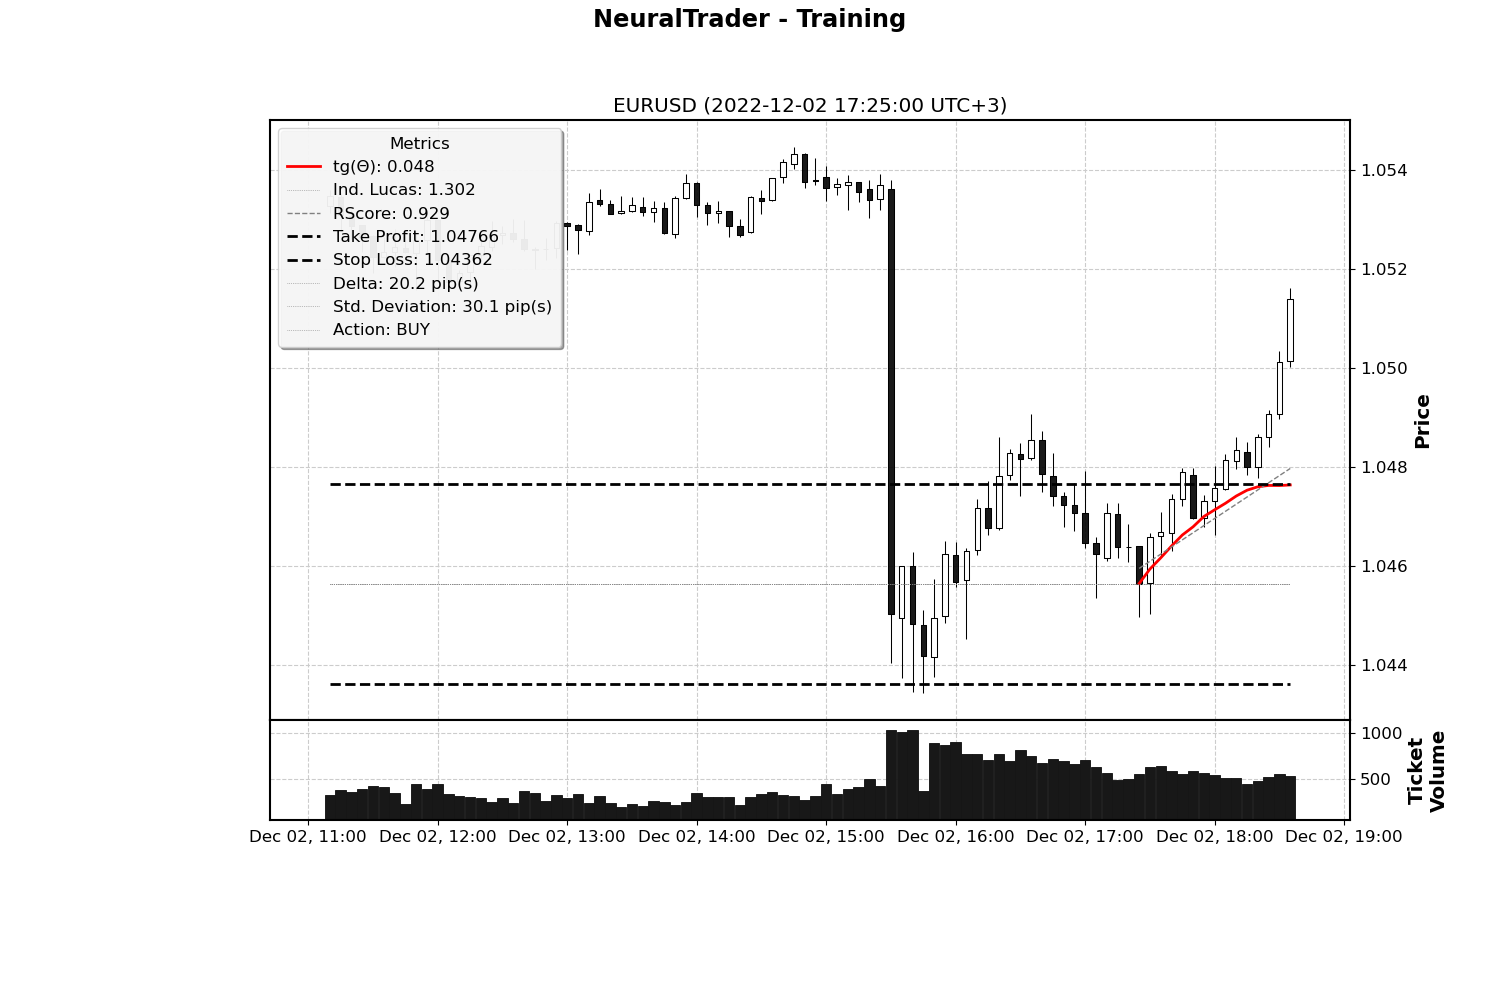 NeuralTrader - Training
EURUSD (2022-12-02 17:25:00 UTC+3)
Metrics
tg(Θ): 0.048
Ind. Lucas: 1.302
RScore: 0.929
Take Profit: 1.04766
Stop Loss: 1.04362
Delta: 20.2 pip(s)
Std. Deviation: 30.1 pip(s)
Action: BUY
1.054
1.052
1.050
1.048
1.046
1.044
Price
1000
500
Ticket
Volume
Dec 02, 11:00 Dec 02, 12:00 Dec 02, 13:00 Dec 02, 14:00 Dec 02, 15:00 Dec 02, 16:00 Dec 02, 17:00 Dec 02, 18:00 Dec 02, 19:00